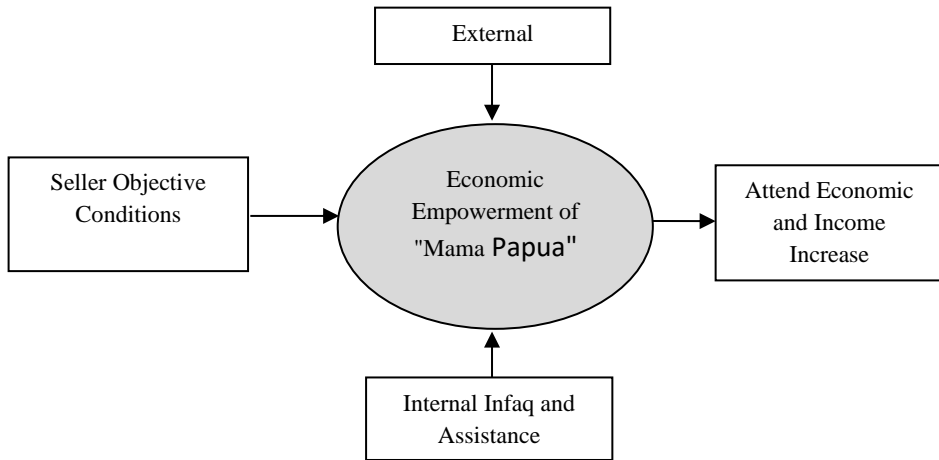 External
Seller Objective
Conditions
Economic
Empowerment of
"Mama Papua"
Attend Economic
and Income
Increase
Internal Infaq and
Assistance